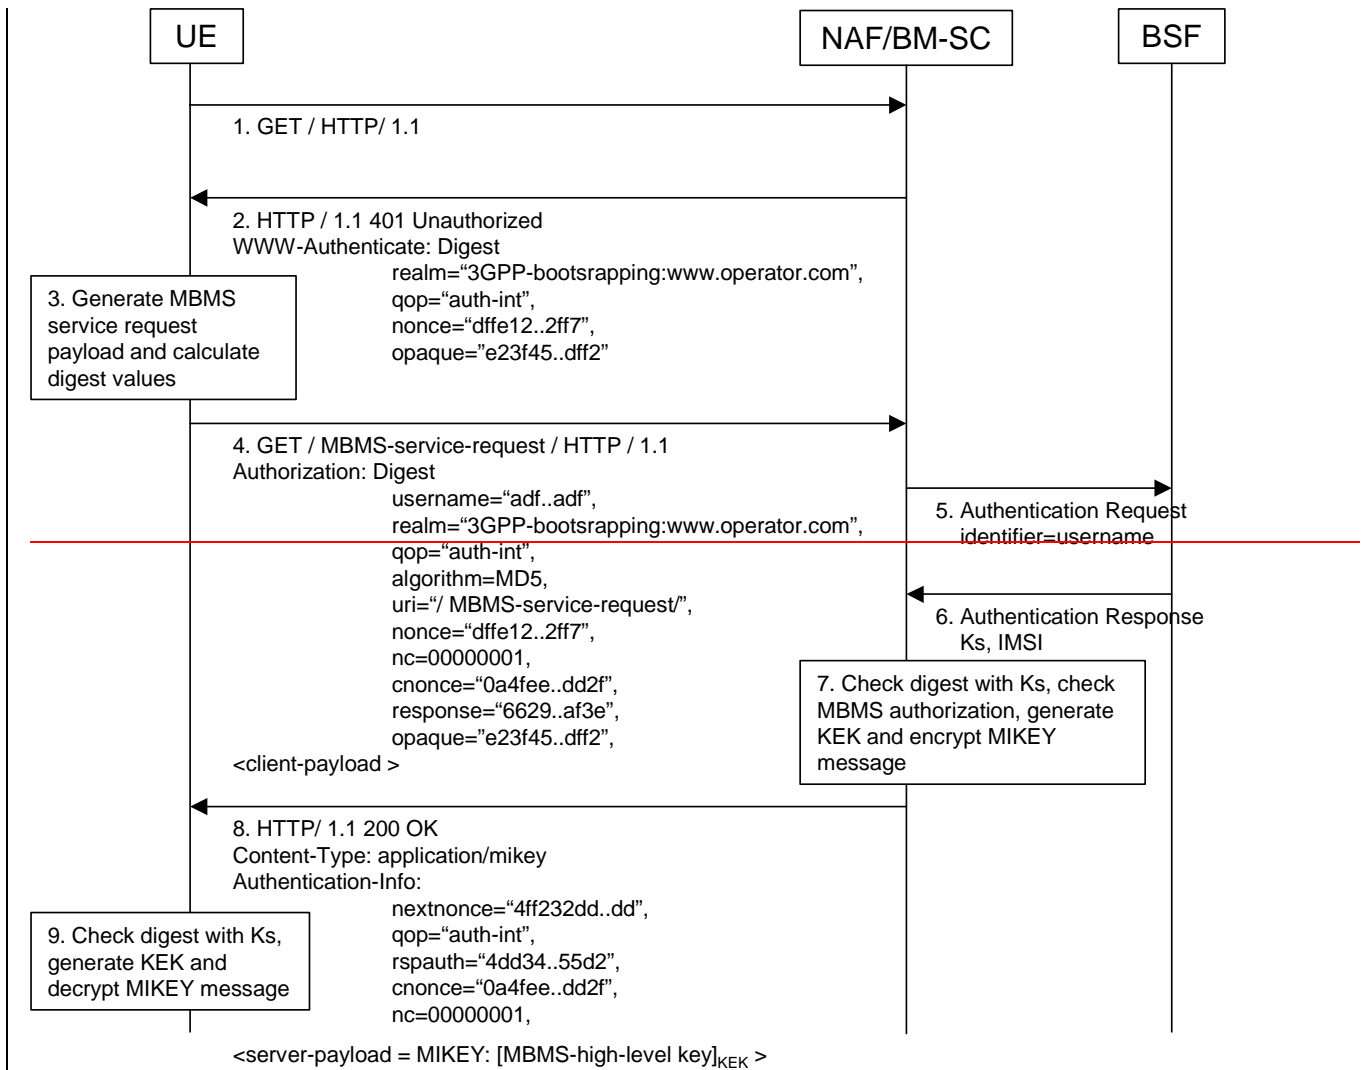 UE
NAF/BM-SC
BSF
1. GET / HTTP/ 1.1
2. HTTP / 1.1 401 Unauthorized
WWW-Authenticate: Digest
realm=“3GPP-bootsrapping:www.operator.com”,
qop=“auth-int”,
nonce=“dffe12..2ff7”,
opaque=”e23f45..dff2”
3. Generate MBMS
service request
payload and calculate
digest values
4. GET / MBMS-service-request / HTTP / 1.1
Authorization: Digest
username=“adf..adf”,
realm=“3GPP-bootsrapping:www.operator.com”,
qop=“auth-int”,
algorithm=MD5,
uri=“/ MBMS-service-request/”,
nonce=“dffe12..2ff7”,
nc=00000001,
cnonce=“0a4fee..dd2f”,
response=“6629..af3e”,
opaque=”e23f45..dff2”,
<client-payload >
5. Authentication Request
identifier=username
6. Authentication Response
Ks, IMSI
7. Check digest with Ks, check
MBMS authorization, generate
KEK and encrypt MIKEY
message
8. HTTP/ 1.1 200 OK
Content-Type: application/mikey
Authentication-Info:
nextnonce=“4ff232dd..dd”,
qop=“auth-int”,
rspauth=“4dd34..55d2”,
cnonce=“0a4fee..dd2f”,
nc=00000001,
9. Check digest with Ks,
generate KEK and
decrypt MIKEY message
<server-payload = MIKEY: [MBMS-high-level key]KEK >